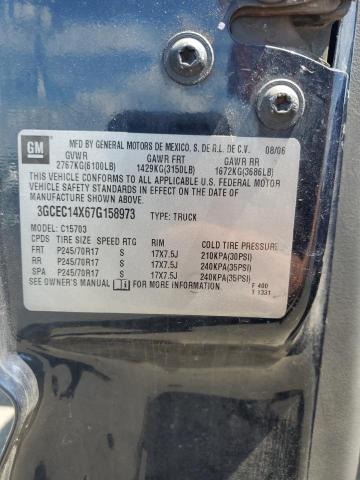 GM
MFD BY GENERAL MOTORS DE MEXICO, S. DE R.L. DE C.V. 08/06
GVWR GAWR FRT GAWR RR
2767KG(6100LB) 1429KG(3150LB) 1672KG(3686LB)
THIS VEHICLE CONFORMS TO ALL APPLICABLE U.S. FEDERAL MOTOR
VEHICLE SAFETY STANDARDS IN EFFECT ON THE DATE OF
MANUFACTURE SHOWN ABOVE.
3GCEC14X67G158973 TYPE: TRUCK
MODEL: C15703
CPDS TIRE SIZE SPEED RTG RIM COLD TIRE PRESSURE
FRT P245/70R17 S 17X7.5J 210KPA(30PSI)
RR P245/70R17 S 17X7.5J 240KPA(35PSI)
SPA P245/70R17 S 17X7.5J 240KPA(35PSI)
SEE OWNER'S MANUAL FOR MORE INFORMATION. F 400
T 1331